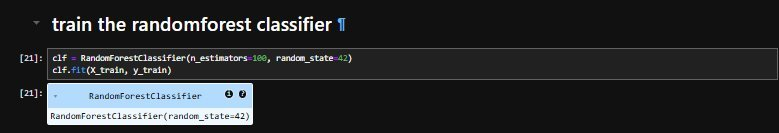 train the randomforest classifier ¶
[21]: clf = RandomForestClassifier(n_estimators=100, random_state=42)
clf.fit(X_train, y_train)
[21]: RandomForestClassifier i ?
RandomForestClassifier(random_state=42)